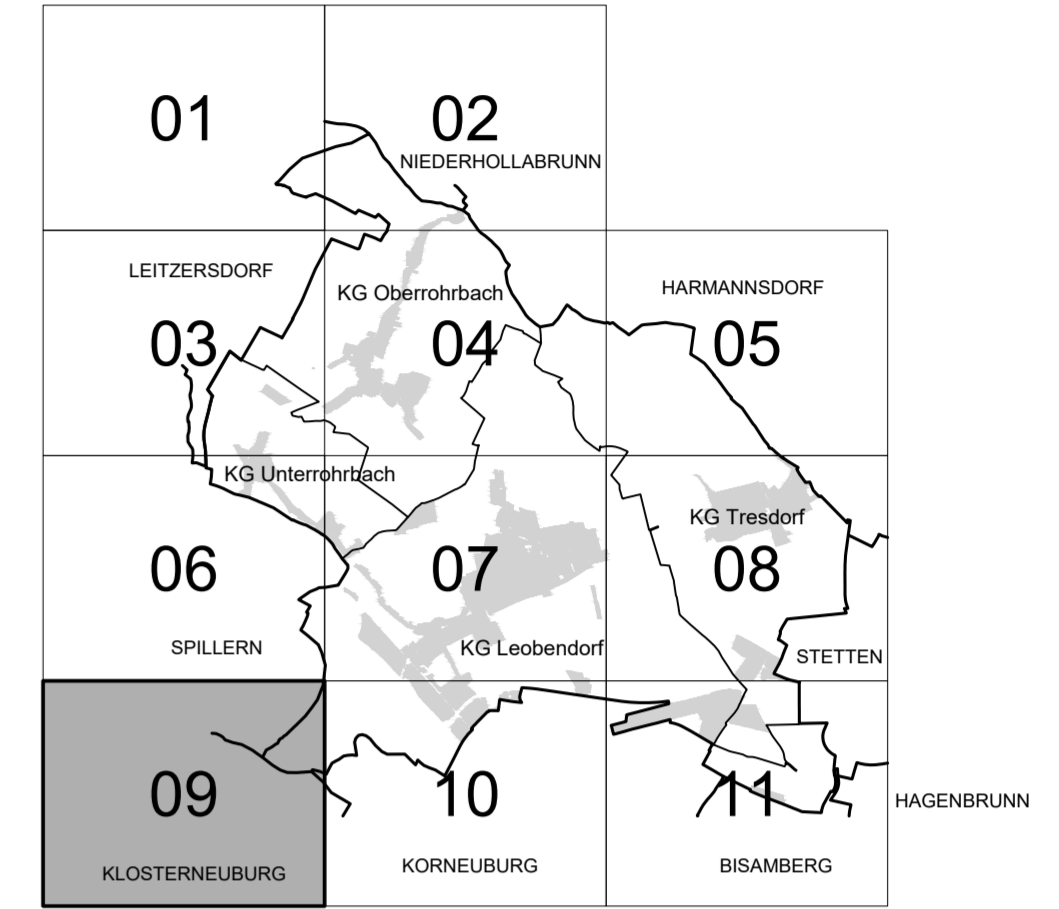 01
02
NIEDERHOLLABRUNN
LEITZERSDORF
KG Oberrohrbach
HARMANNSDORF
03
04
05
KG Unterrohrbach
KG Tresdorf
06
07
08
SPILLERN
KG Leobendorf
STETTEN
09
10
11
HAGENBRUNN
KLOSTERNEUBURG
KORNEUBURG
BISAMBERG